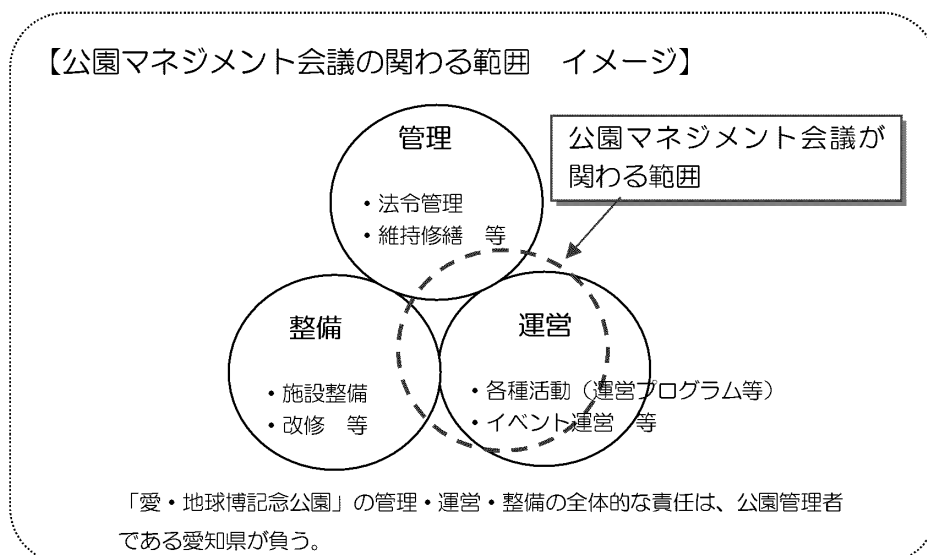 【公園マネジメント会議の関わる範囲　イメージ】
管理
・法令管理
・維持修繕　等
公園マネジメント会議が
関わる範囲
整備
・施設整備
・改修　等
運営
・各種活動（運営プログラム等）
・イベント運営　等
「愛・地球博記念公園」の管理・運営・整備の全体的な責任は、公園管理者
である愛知県が負う。